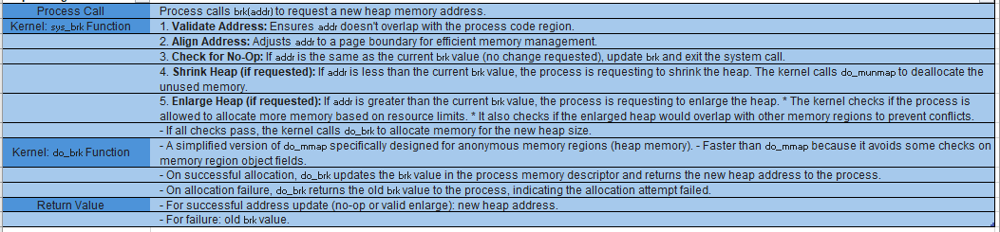 Process Call Process calls brk(addr) to request a new heap memory address.
Kernel: sys_brk Function 1. Validate Address: Ensures addr doesn't overlap with the process code region.
2. Align Address: Adjusts addr to a page boundary for efficient memory management.
3. Check for No-Op: If addr is the same as the current brk value (no change requested), update brk and exit the system call.
4. Shrink Heap (if requested): If addr is less than the current brk value, the process is requesting to shrink the heap. The kernel calls do_munmap to deallocate the
unused memory.
5. Enlarge Heap (if requested): If addr is greater than the current brk value, the process is requesting to enlarge the heap. * The kernel checks if the process is
allowed to allocate more memory based on resource limits. * It also checks if the enlarged heap would overlap with other memory regions to prevent conflicts.
- If all checks pass, the kernel calls do_brk to allocate memory for the new heap size.
Kernel: do_brk Function - A simplified version of do_mmap specifically designed for anonymous memory regions (heap memory). - Faster than do_mmap because it avoids some checks on
memory region object fields.
- On successful allocation, do_brk updates the brk value in the process memory descriptor and returns the new heap address to the process.
- On allocation failure, do_brk returns the old brk value to the process, indicating the allocation attempt failed.
Return Value - For successful address update (no-op or valid enlarge): new heap address.
- For failure: old brk value.